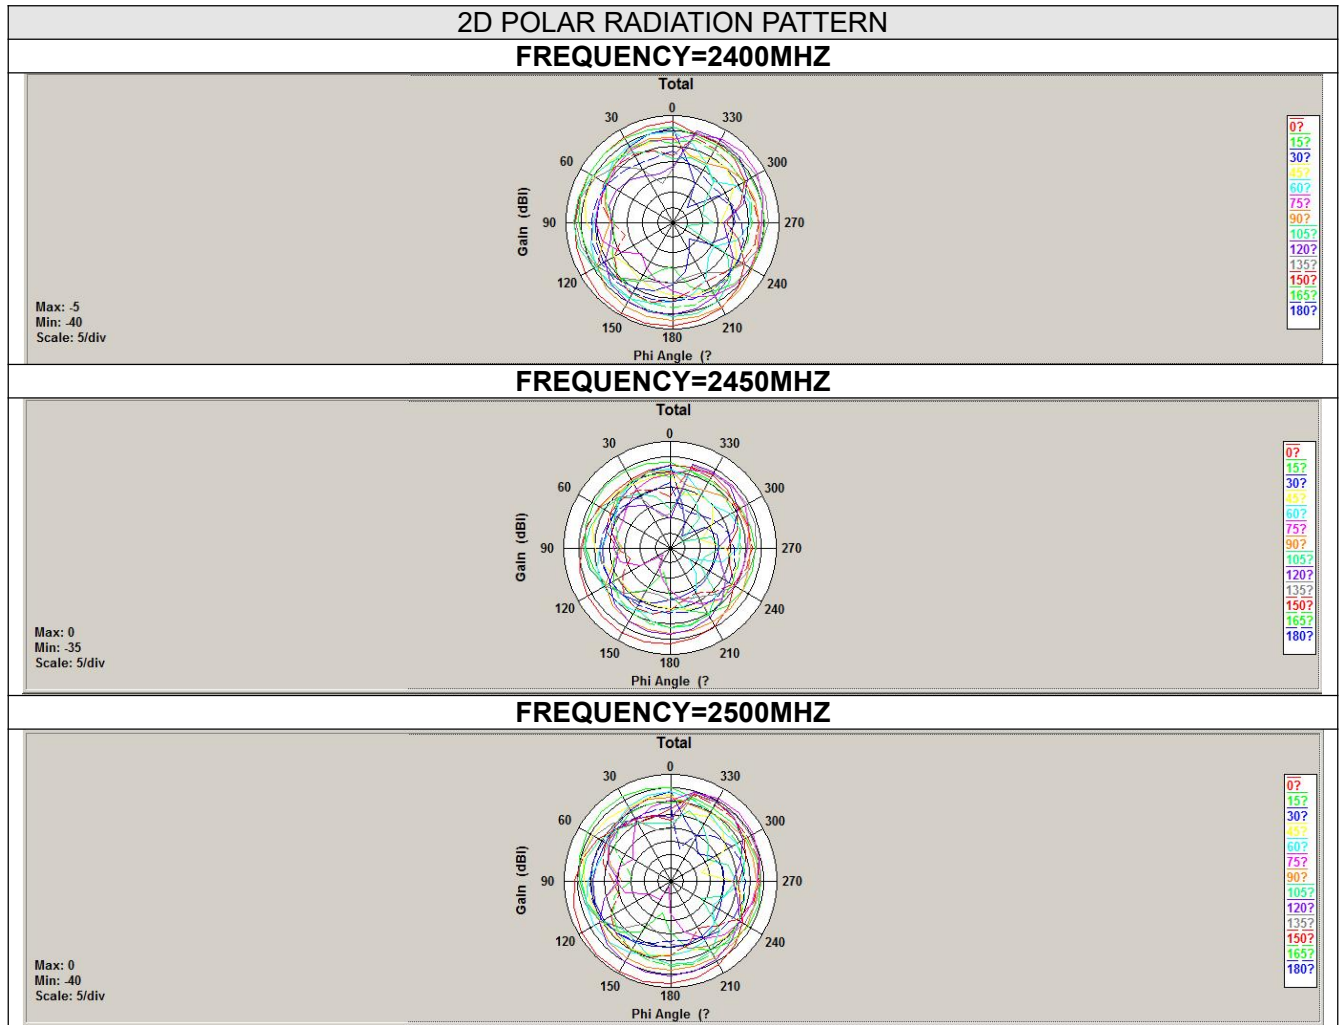 2D POLAR RADIATION PATTERN
FREQUENCY=2400MHZ
Total
0
30 330
60 300
90 270
120 240
150 210
180
Gain (dBi)
Phi Angle (?
Max: -5
Min: -40
Scale: 5/div
0?
15?
30?
45?
60?
75?
90?
105?
120?
135?
150?
165?
180?
FREQUENCY=2450MHZ
Total
0
30 330
60 300
90 270
120 240
150 210
180
Gain (dBi)
Phi Angle (?
Max: 0
Min: -35
Scale: 5/div
0?
15?
30?
45?
60?
75?
90?
105?
120?
135?
150?
165?
180?
FREQUENCY=2500MHZ
Total
0
30 330
60 300
90 270
120 240
150 210
180
Gain (dBi)
Phi Angle (?
Max: 0
Min: -40
Scale: 5/div
0?
15?
30?
45?
60?
75?
90?
105?
120?
135?
150?
165?
180?